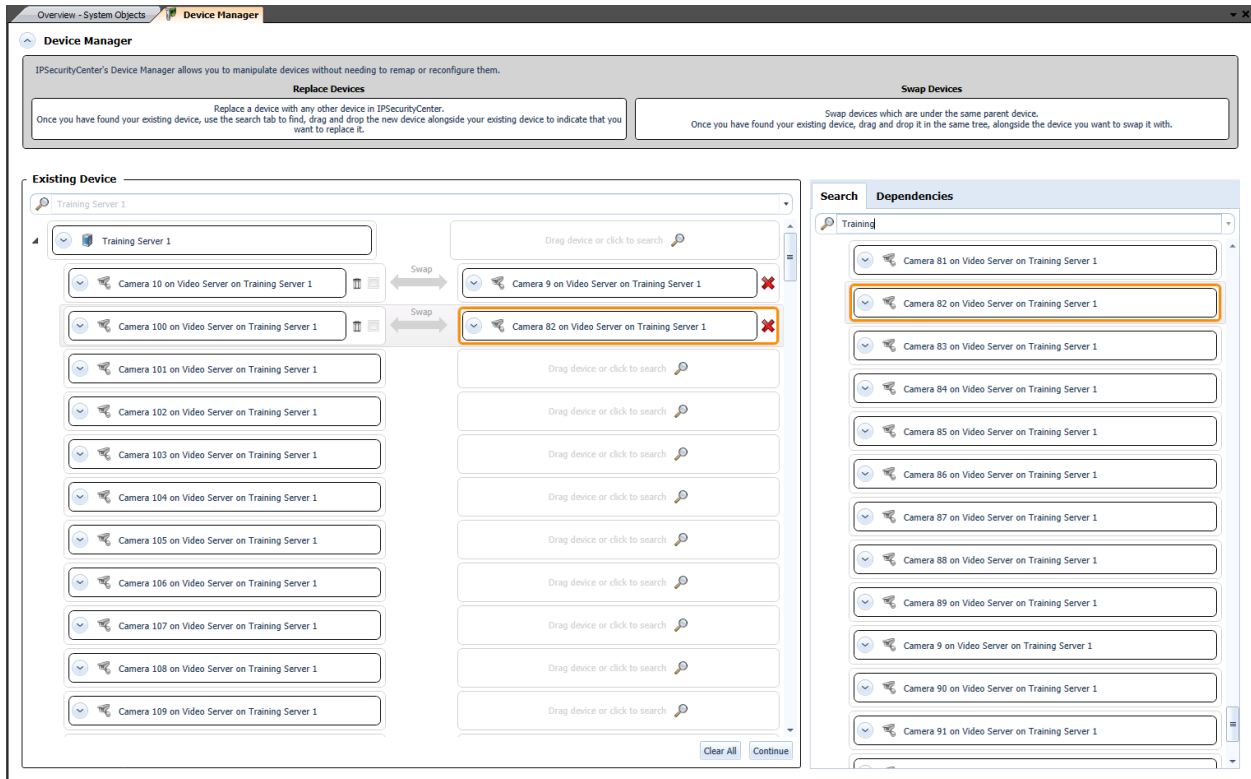 Overview - System Objects
Device Manager
Device Manager
IPSecurityCenter's Device Manager allows you to manipulate devices without needing to remap or reconfigure them.
Replace Devices
Replace a device with any other device in IPSecurityCenter.
Once you have found your existing device, use the search tab to find, drag and drop the new device alongside your existing device to indicate that you
want to replace it.
Swap Devices
Swap devices which are under the same parent device.
Once you have found your existing device, drag and drop it in the same tree, alongside the device you want to swap it with.
Existing Device
Training Server 1
Training Server 1
Drag device or click to search
Camera 10 on Video Server on Training Server 1
Swap
Camera 9 on Video Server on Training Server 1
Camera 100 on Video Server on Training Server 1
Swap
Camera 82 on Video Server on Training Server 1
Camera 101 on Video Server on Training Server 1
Drag device or click to search
Camera 102 on Video Server on Training Server 1
Drag device or click to search
Camera 103 on Video Server on Training Server 1
Drag device or click to search
Camera 104 on Video Server on Training Server 1
Drag device or click to search
Camera 105 on Video Server on Training Server 1
Drag device or click to search
Camera 106 on Video Server on Training Server 1
Drag device or click to search
Camera 107 on Video Server on Training Server 1
Drag device or click to search
Camera 108 on Video Server on Training Server 1
Drag device or click to search
Camera 109 on Video Server on Training Server 1
Drag device or click to search
Clear All
Continue
Search
Dependencies
Training
Camera 81 on Video Server on Training Server 1
Camera 82 on Video Server on Training Server 1
Camera 83 on Video Server on Training Server 1
Camera 84 on Video Server on Training Server 1
Camera 85 on Video Server on Training Server 1
Camera 86 on Video Server on Training Server 1
Camera 87 on Video Server on Training Server 1
Camera 88 on Video Server on Training Server 1
Camera 89 on Video Server on Training Server 1
Camera 9 on Video Server on Training Server 1
Camera 90 on Video Server on Training Server 1
Camera 91 on Video Server on Training Server 1